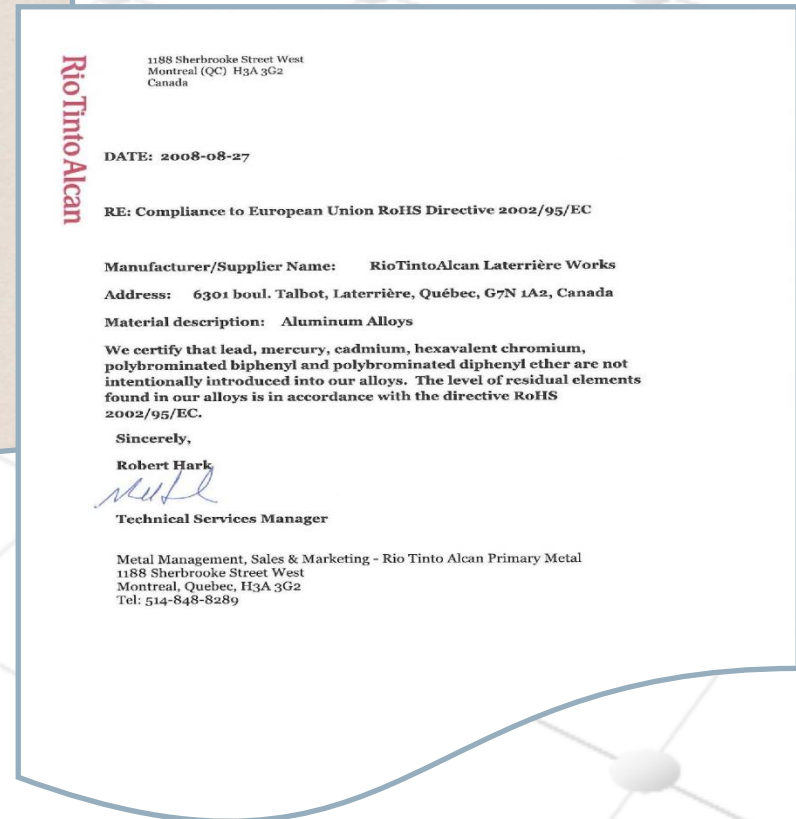 RioTintoAlcan
1188 Sherbrooke Street West
Montreal (QC) H3A 3G2
Canada
DATE: 2008-08-27
RE: Compliance to European Union RoHS Directive 2002/95/EC
Manufacturer/Supplier Name: RioTintoAlcan Laterrière Works
Address: 6301 boul. Talbot, Laterrière, Québec, G7N 1A2, Canada
Material description: Aluminum Alloys
We certify that lead, mercury, cadmium, hexavalent chromium,
polybrominated biphenyl and polybrominated diphenyl ether are not
intentionally introduced into our alloys. The level of residual elements
found in our alloys is in accordance with the directive RoHS
2002/95/EC.
Sincerely,
Robert Hark
Technical Services Manager
Metal Management, Sales & Marketing - Rio Tinto Alcan Primary Metal
1188 Sherbrooke Street West
Montreal, Quebec, H3A 3G2
Tel: 514-848-8289